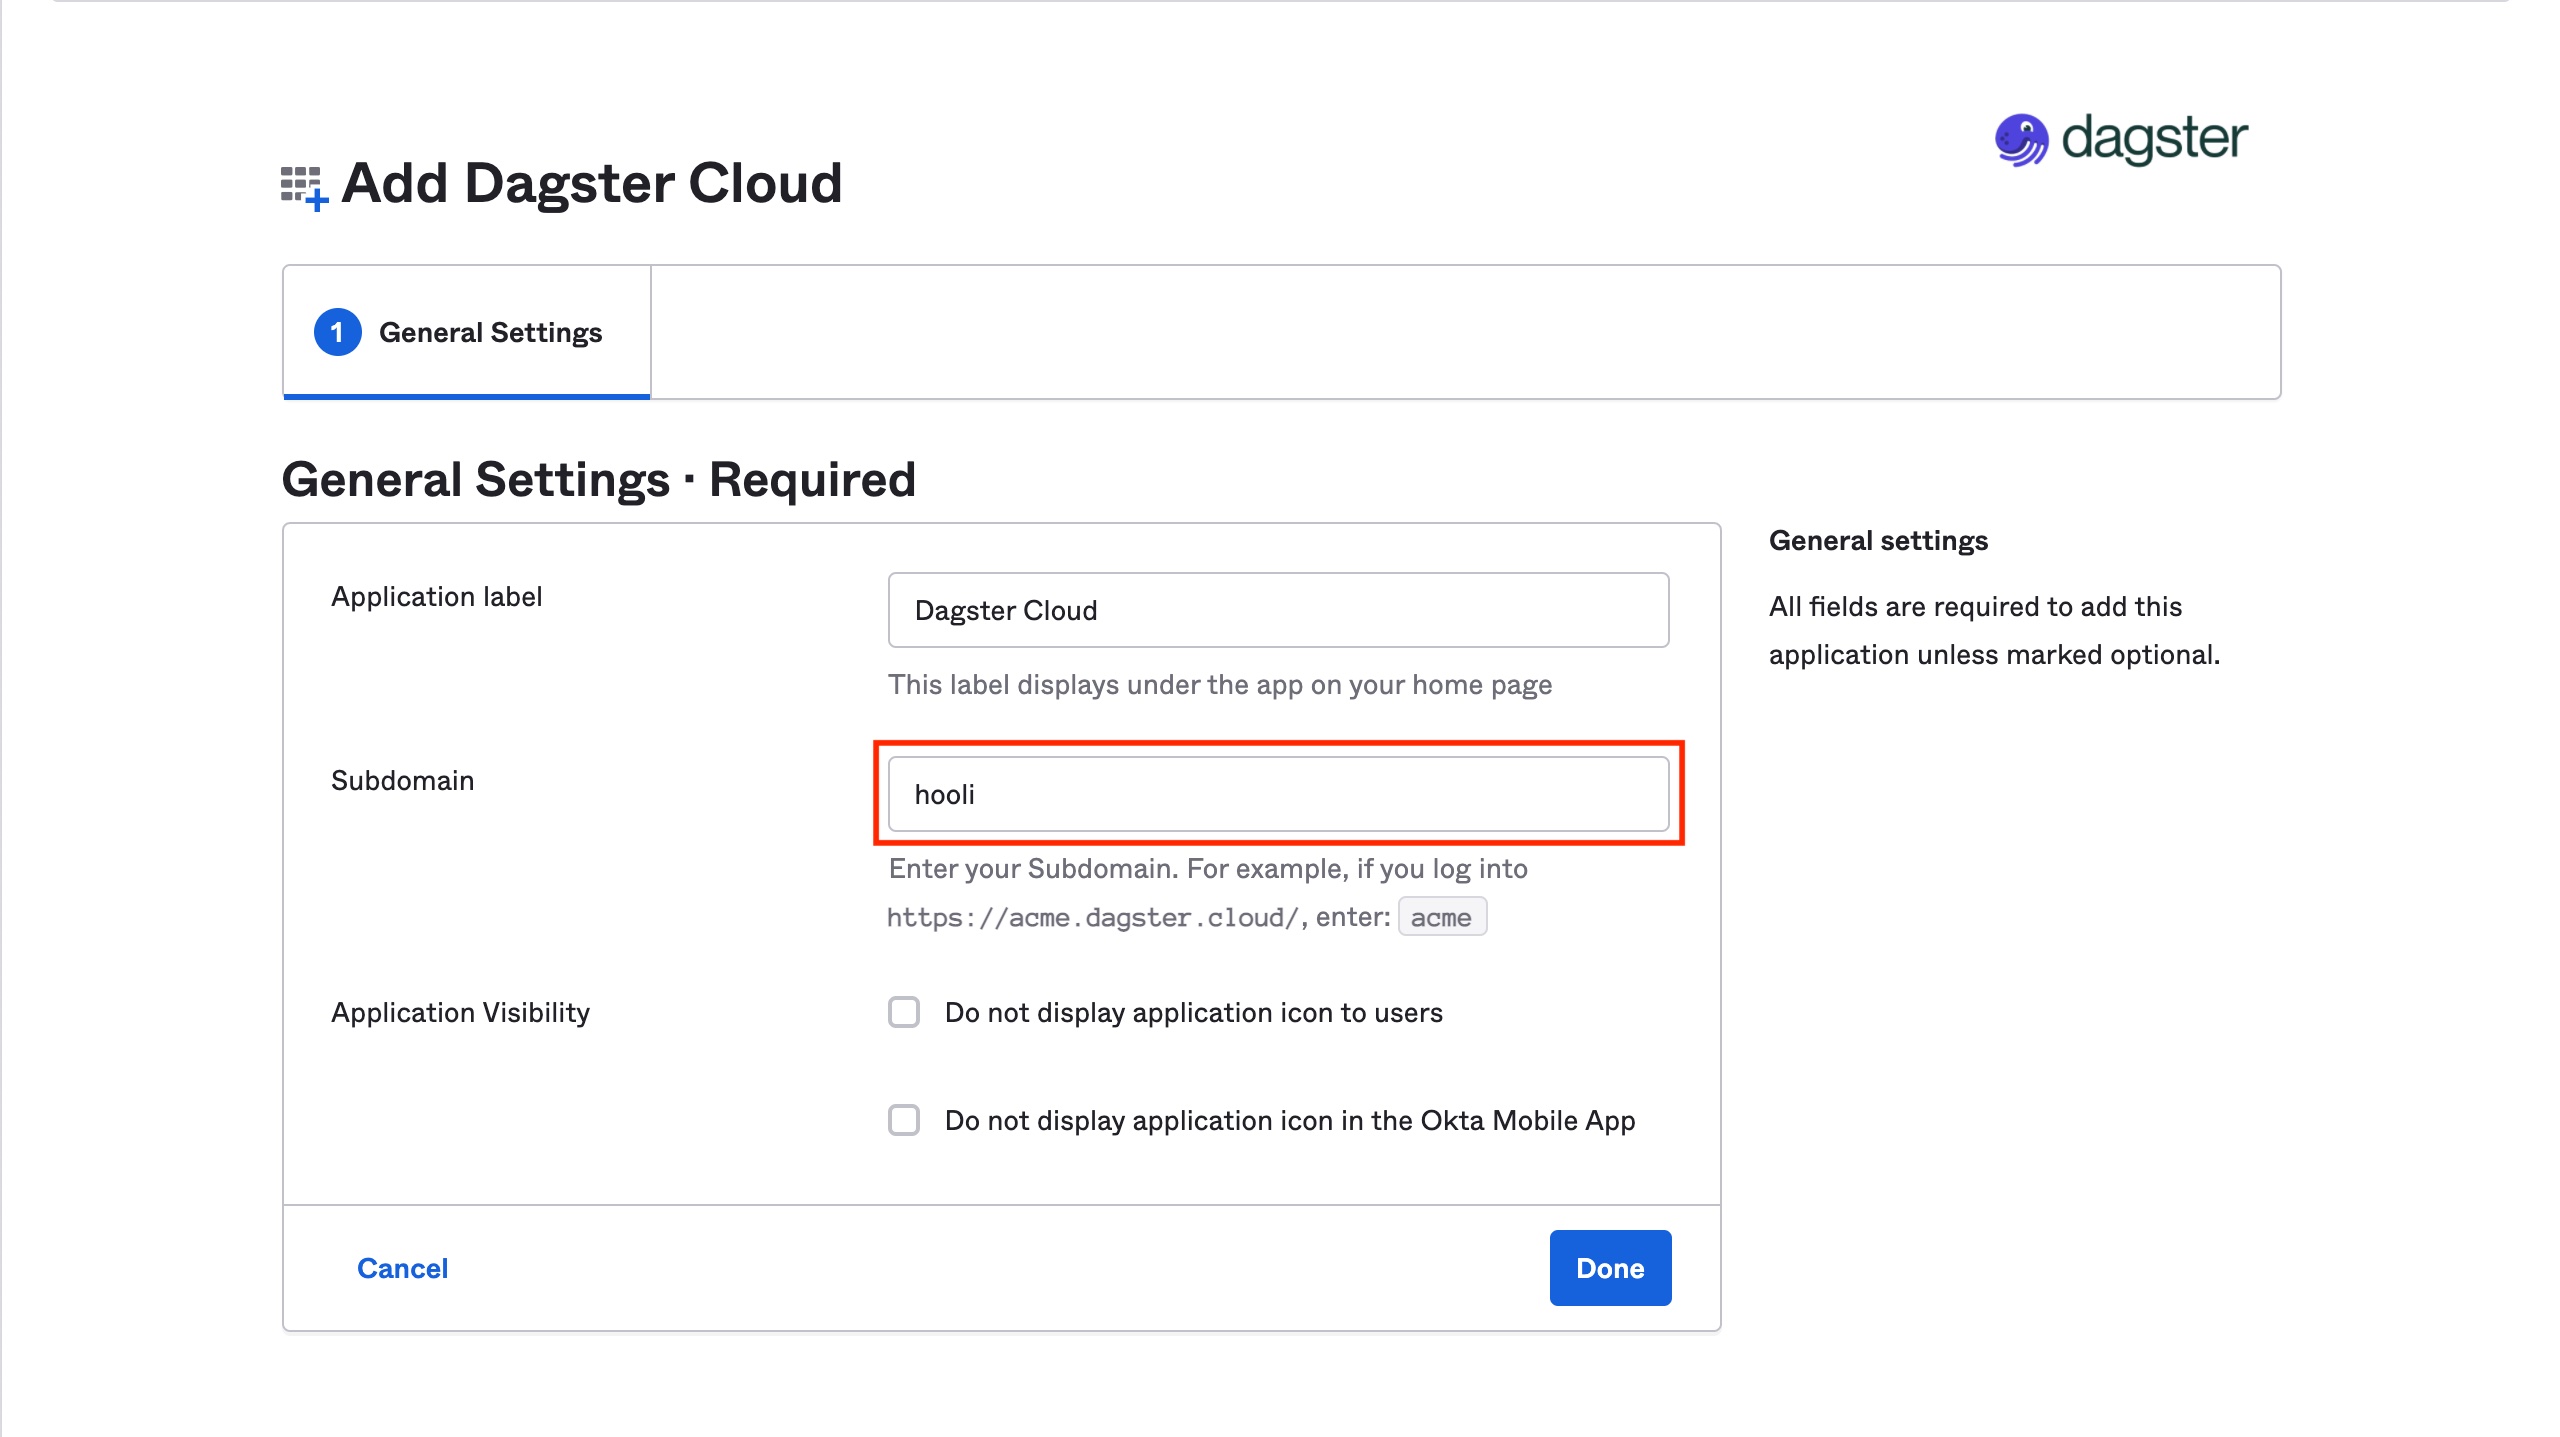 dagster
Add Dagster Cloud
1 General Settings
General Settings · Required
Application label
Dagster Cloud
This label displays under the app on your home page
Subdomain
hooli
Enter your Subdomain. For example, if you log into
https://acme.dagster.cloud/, enter: acme
Application Visibility
Do not display application icon to users
Do not display application icon in the Okta Mobile App
Cancel
Done
General settings
All fields are required to add this
application unless marked optional.